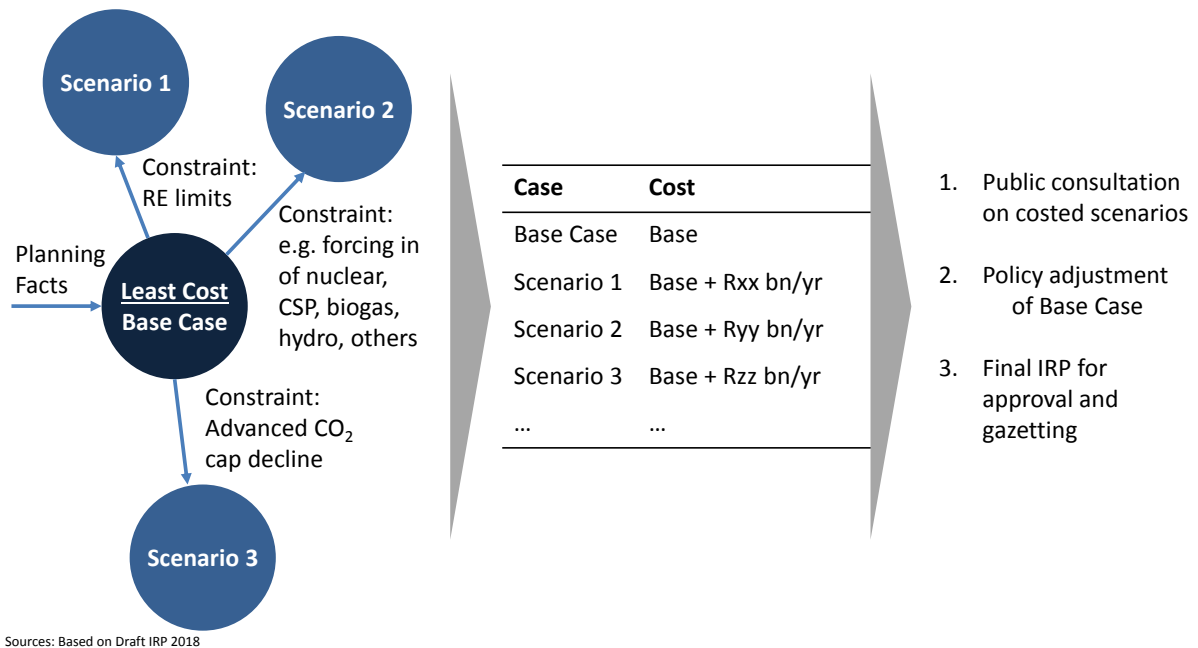 Scenario 1
Scenario 2
Constraint:
RE limits
Constraint:
e.g. forcing in
of nuclear,
CSP, biogas,
hydro, others
Planning
Facts
Least Cost
Base Case
Constraint:
Advanced CO₂
cap decline
Scenario 3
Case Cost
Base Case Base
Scenario 1 Base + Rxx bn/yr
Scenario 2 Base + Ryy bn/yr
Scenario 3 Base + Rzz bn/yr
... ...
1. Public consultation
on costed scenarios
2. Policy adjustment
of Base Case
3. Final IRP for
approval and
gazetting
Sources: Based on Draft IRP 2018